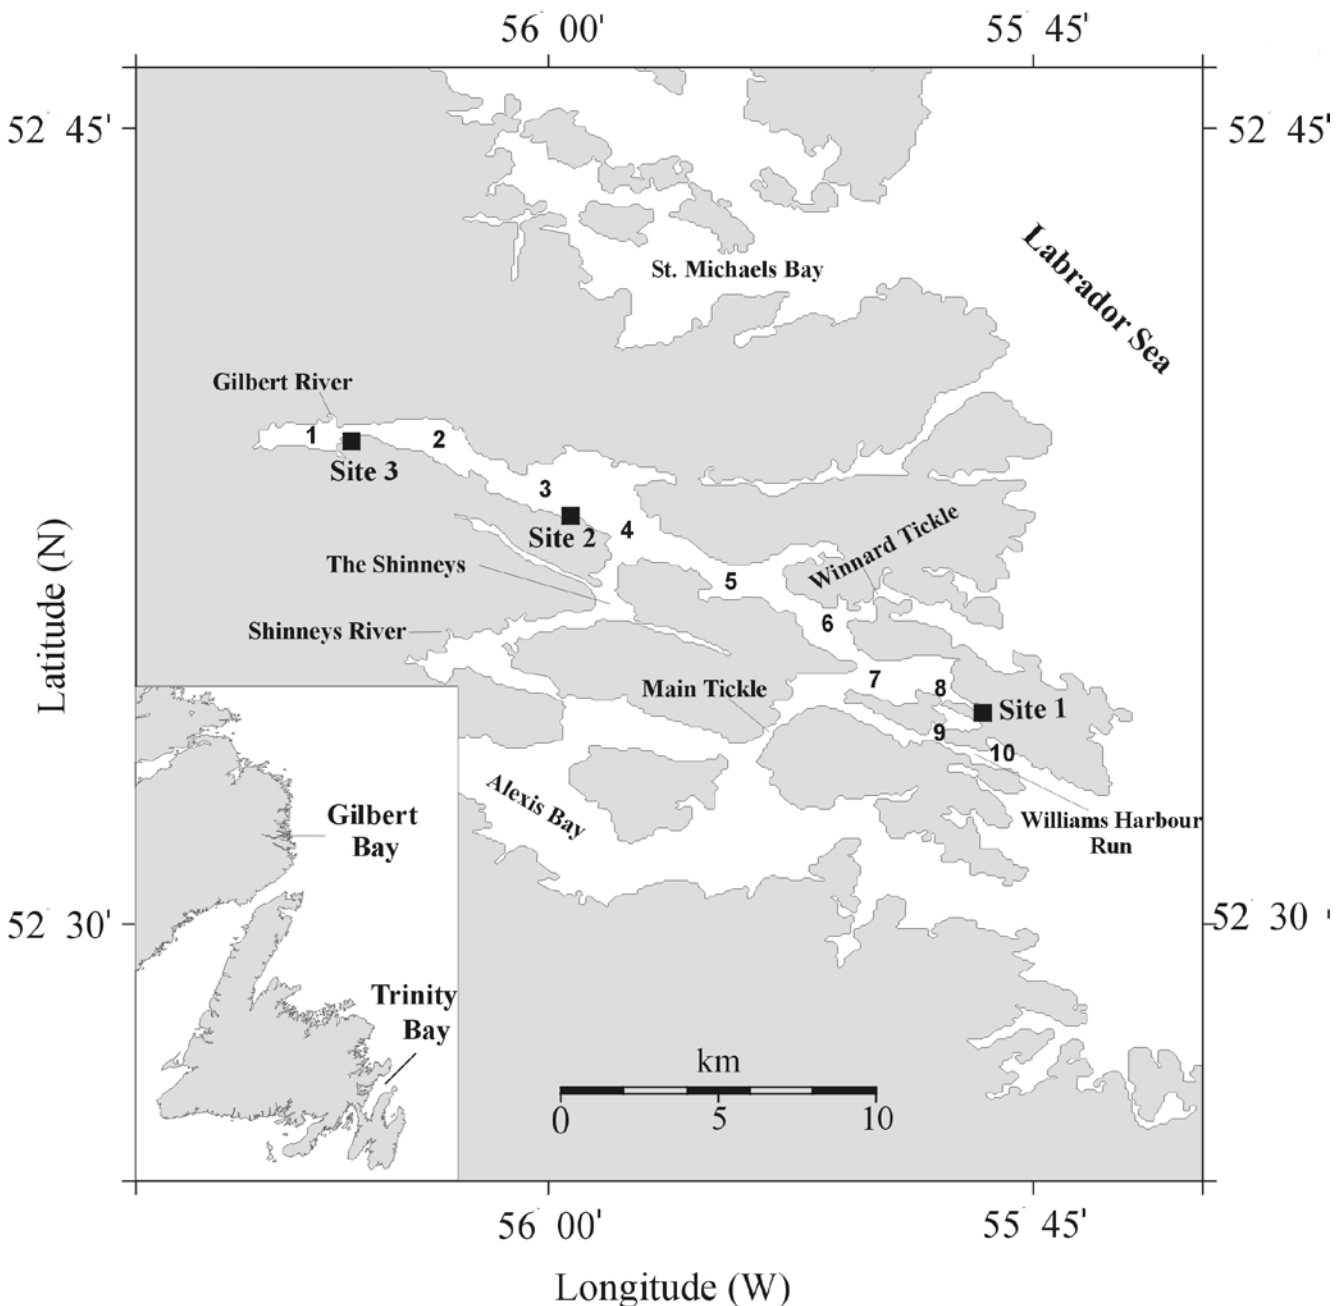 56° 00'
55° 45'
52° 45'
52° 45'
Labrador Sea
St. Michaels Bay
Gilbert River
1
2
Site 3
3
Site 2
4
Winnard Tickle
The Shinneys
5
6
Shinneys River
Main Tickle
7
8
Site 1
9
10
Alexis Bay
Williams Harbour
Run
Gilbert
Bay
52° 30'
52° 30'
Trinity
Bay
km
0
5
10
56° 00'
55° 45'
Latitude (N)
Longitude (W)